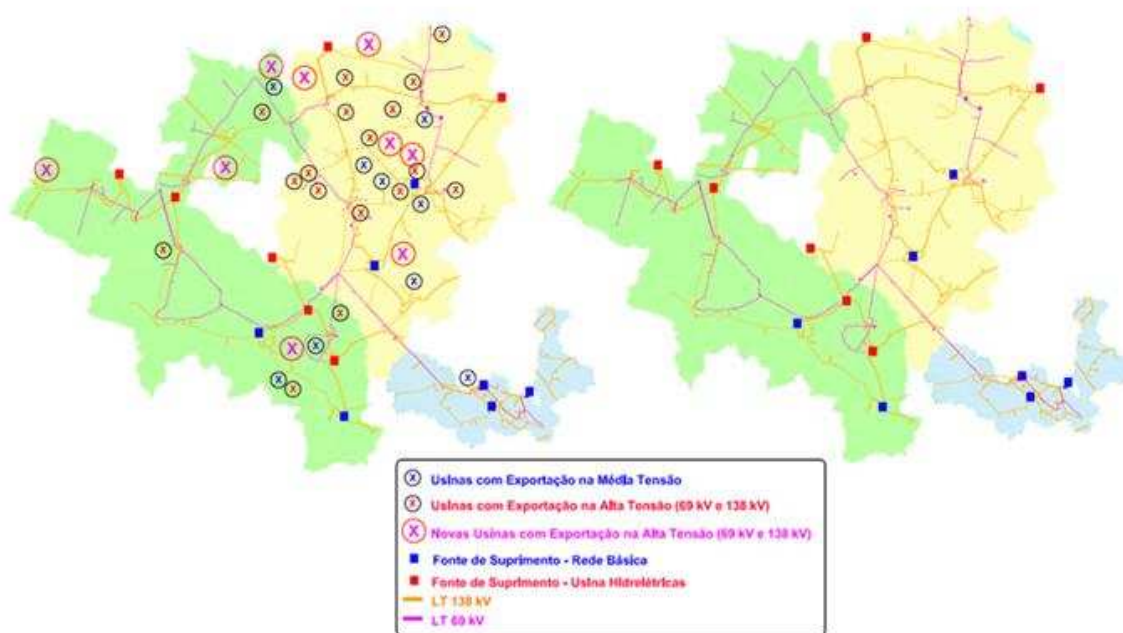 Usinas com Exportação na Média Tensão
Usinas com Exportação na Alta Tensão (69 kV e 138 kV)
Novas Usinas com Exportação na Alta Tensão (69 kV e 138 kV)
Fonte de Suprimento - Rede Básica
Fonte de Suprimento - Usina Hidrelétricas
LT 138 kV
LT 69 kV